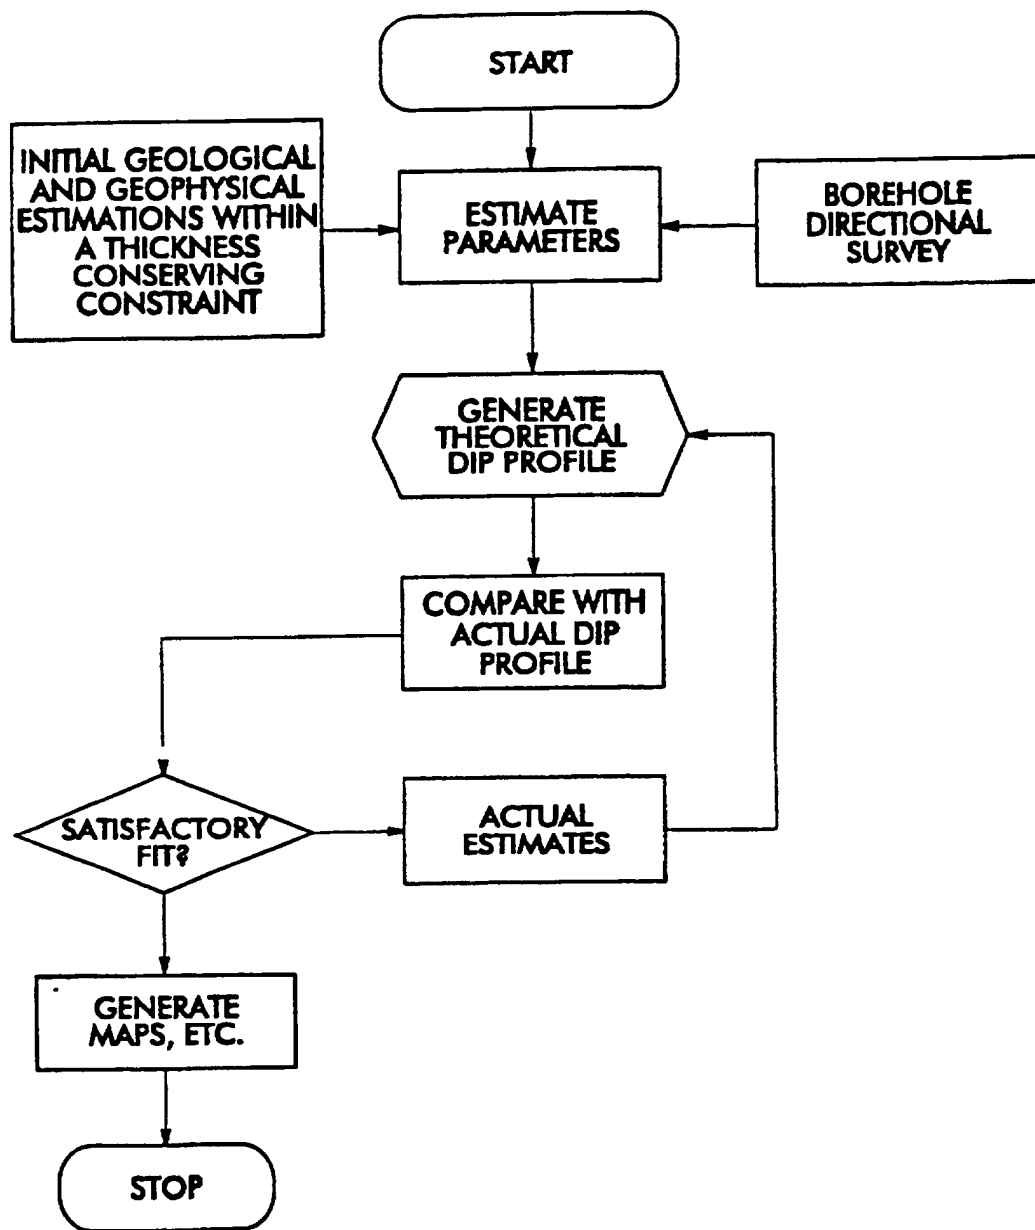 START
INITIAL GEOLOGICAL
AND GEOPHYSICAL
ESTIMATIONS WITHIN
A THICKNESS
CONSERVING
CONSTRAINT
ESTIMATE
PARAMETERS
BOREHOLE
DIRECTIONAL
SURVEY
GENERATE
THEORETICAL
DIP PROFILE
COMPARE WITH
ACTUAL DIP
PROFILE
SATISFACTORY
FIT?
ACTUAL
ESTIMATES
GENERATE
MAPS, ETC.
STOP